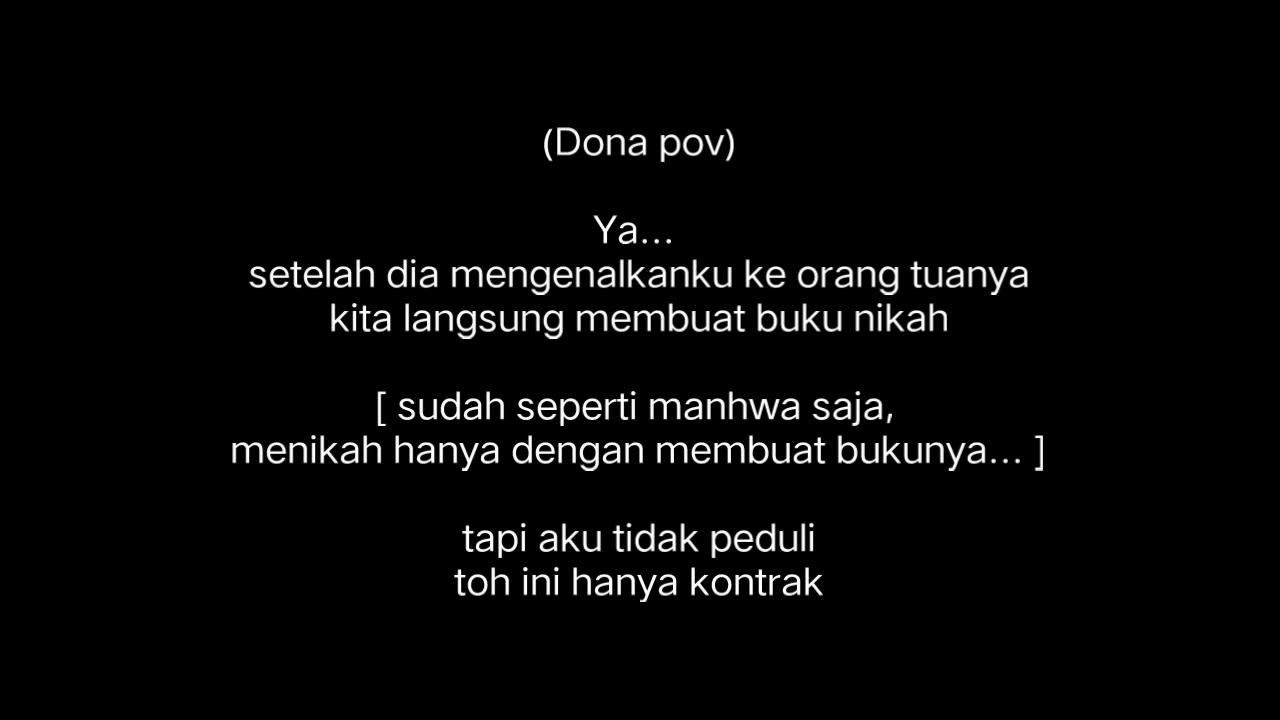 (Dona pov)
Ya...
setelah dia mengenalkanku ke orang tuanya
kita langsung membuat buku nikah
[ sudah seperti manhwa saja,
menikah hanya dengan membuat bukunya... ]
tapi aku tidak peduli
toh ini hanya kontrak